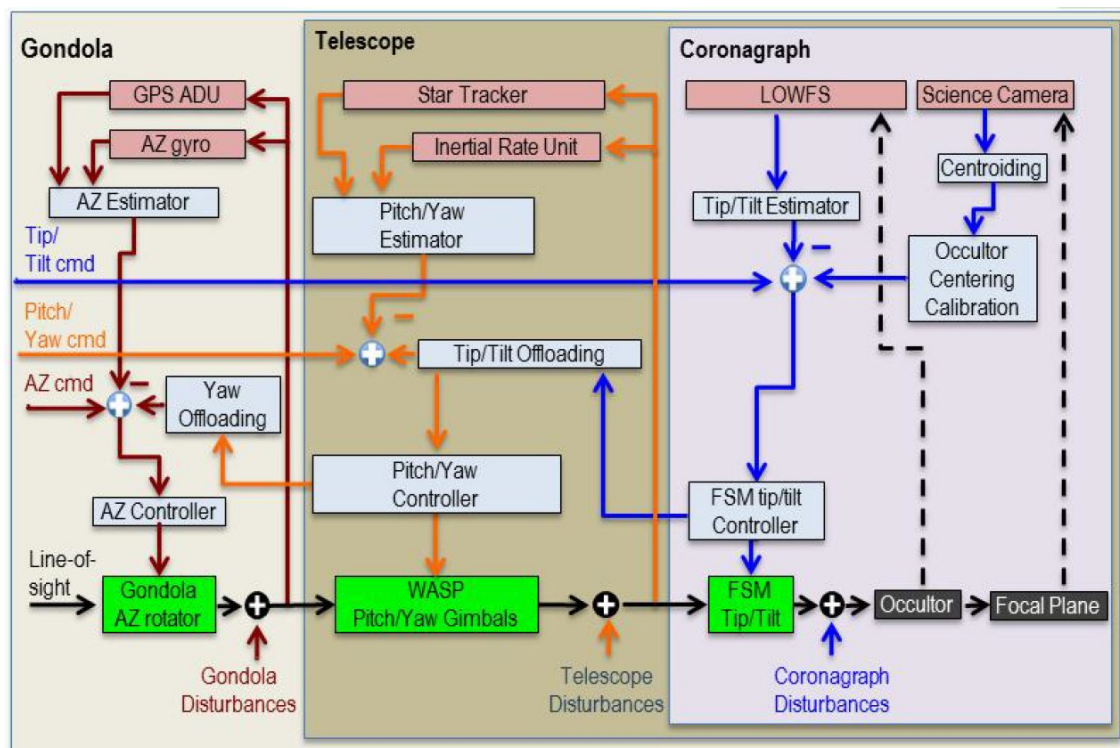 Gondola
Telescope
Coronagraph
GPS ADU
Star Tracker
LOWFS
Science Camera
AZ gyro
Inertial Rate Unit
Centroiding
AZ Estimator
Pitch/Yaw
Estimator
Tip/Tilt Estimator
Occultor
Centering
Calibration
Tip/
Tilt cmd
Pitch/
Yaw cmd
Tip/Tilt Offloading
AZ cmd
Yaw
Offloading
Pitch/Yaw
Controller
FSM tip/tilt
Controller
AZ Controller
Line-of-
sight
Gondola
AZ rotator
WASP
Pitch/Yaw Gimbals
FSM
Tip/Tilt
Occultor
Focal Plane
Gondola
Disturbances
Telescope
Disturbances
Coronagraph
Disturbances